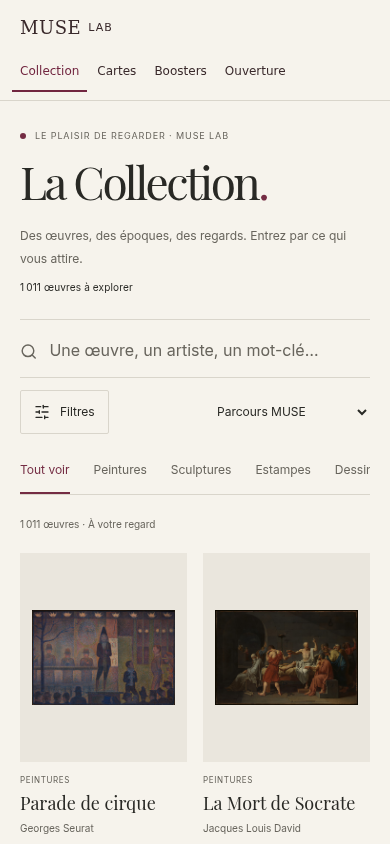 MUSE LAB
Collection Cartes Boosters Ouverture
LE PLAISIR DE REGARDER · MUSE LAB
La Collection.
Des œuvres, des époques, des regards. Entrez par ce qui
vous attire.
1 011 œuvres à explorer
Une œuvre, un artiste, un mot-clé...
Filtres Parcours MUSE
Tout voir Peintures Sculptures Estampes Dessin
1 011 œuvres · À votre regard
PEINTURES PEINTURES
Parade de cirque La Mort de Socrate
Georges Seurat Jacques Louis David